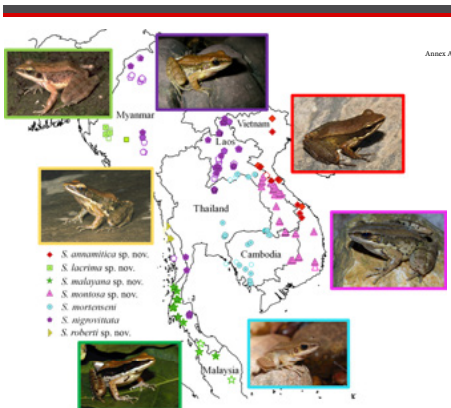 Annex A
Myanmar
Vietnam
Laos
Thailand
Cambodia
S. annamitica sp. nov.
S. lacrima sp. nov.
S. malayana sp. nov.
S. montosa sp. nov.
S. mortenseni
S. nigrovittata
S. roberti sp. nov.
Malaysia